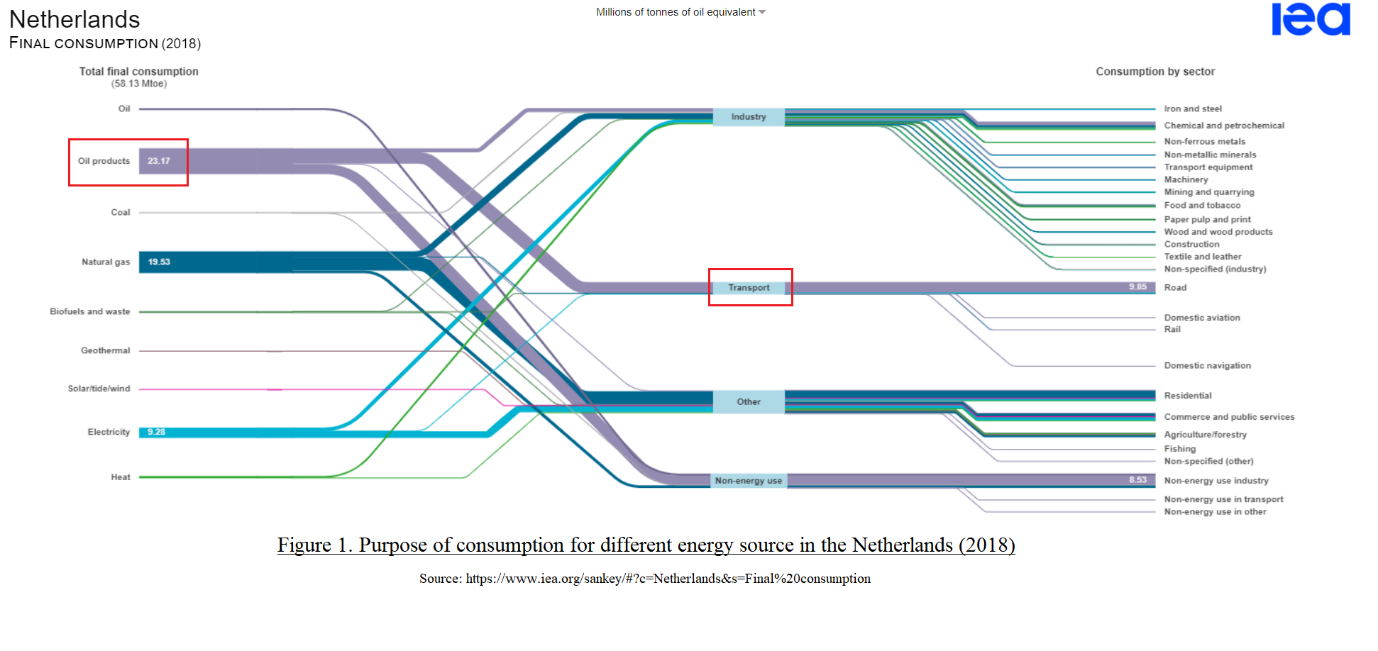 Netherlands
FINAL CONSUMPTION (2018)
Millions of tonnes of oil equivalent
iea
Total final consumption
(58.13 Mtoe)
Consumption by sector
Oil
Oil products
23.17
Coal
Natural gas
19.53
Biofuels and waste
Geothermal
Solar/tide/wind
Electricity
9.28
Heat
Industry
Transport
Other
Non-energy use
Iron and steel
Chemical and petrochemical
Non-ferrous metals
Non-metallic minerals
Transport equipment
Machinery
Mining and quarrying
Food and tobacco
Paper pulp and print
Wood and wood products
Construction
Textile and leather
Non-specified (industry)
9.85
Road
Domestic aviation
Rail
Domestic navigation
Residential
Commerce and public services
Agriculture/forestry
Fishing
Non-specified (other)
8.53
Non-energy use industry
Non-energy use in transport
Non-energy use in other
Figure 1. Purpose of consumption for different energy source in the Netherlands (2018)
Source: https://www.iea.org/sankey/#?c=Netherlands&s=Final%20consumption